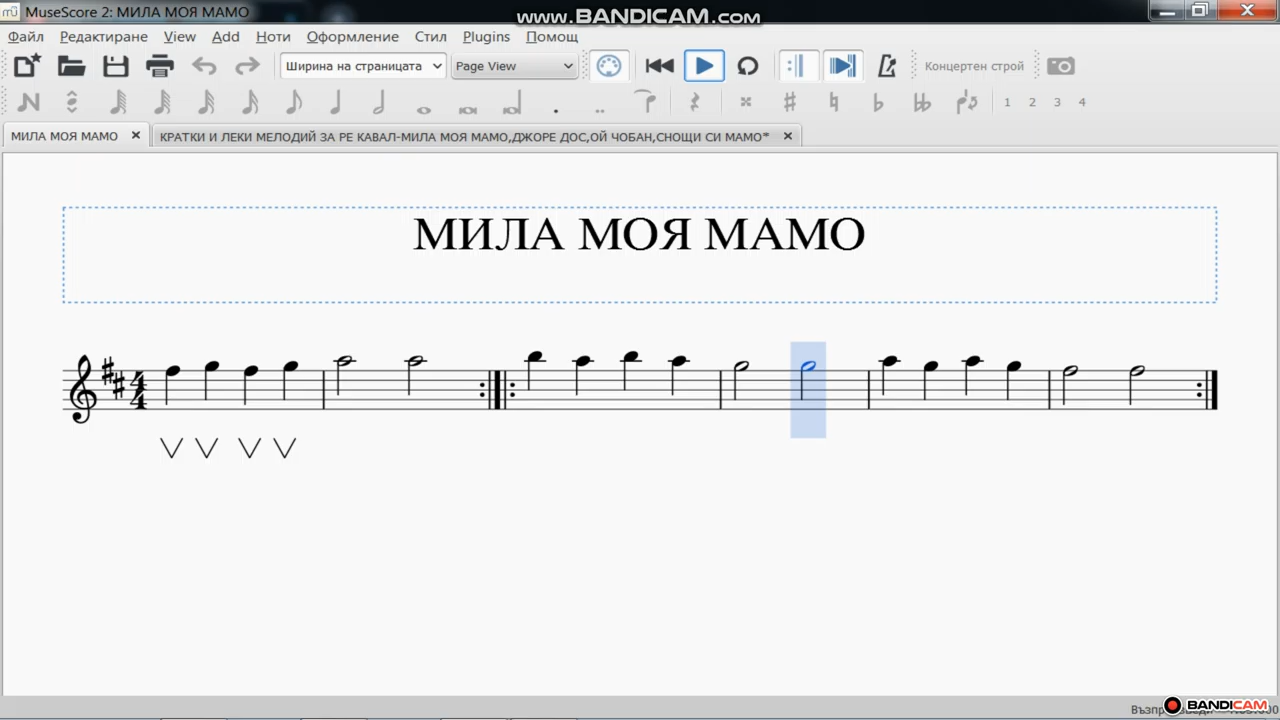 MuseScore 2: МИЛА МОЯ МАМО
www.BANDICAM.com
Файл Редактиране View Add Ноти Оформление Стил Plugins Помощ
Ширина на страницата Page View Концертен строй
1 2 3 4
МИЛА МОЯ МАМО КРАТКИ И ЛЕКИ МЕЛОДИЙ ЗА РЕ КАВАЛ-МИЛА МОЯ МАМО,ДЖОРЕ ДОС,ОЙ ЧОБАН,СНОЩИ СИ МАМО*
МИЛА МОЯ МАМО
4
4
BANDICAM